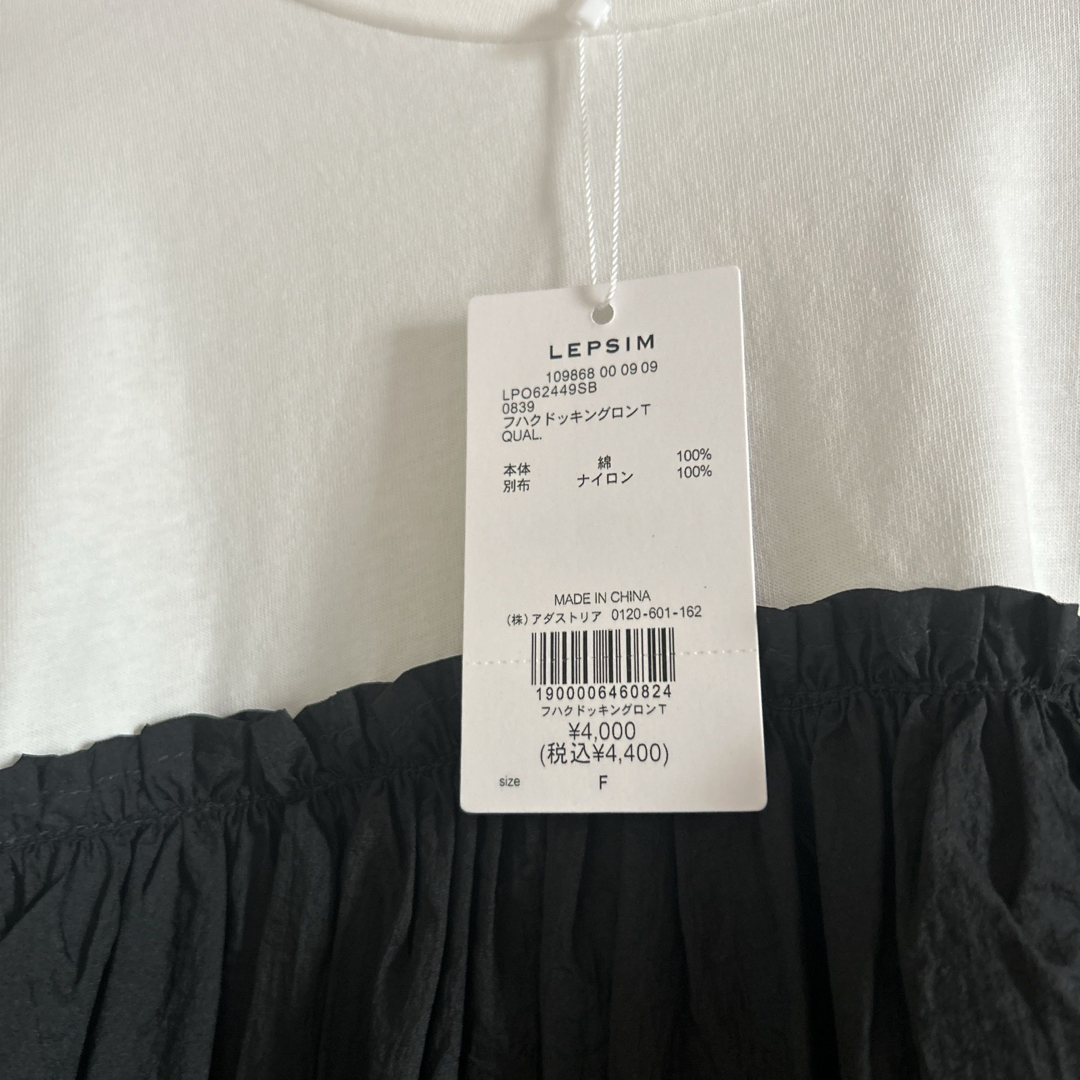 LEPSIM
109868 00 09 09
LPO62449SB
0839
フハクドッキングロンT
QUAL.
本体 綿 100%
別布 ナイロン 100%
MADE IN CHINA
(株)アダストリア 0120-601-162
1900006460824
フハクドッキングロンT
¥4,000
(税込¥4,400)
size F